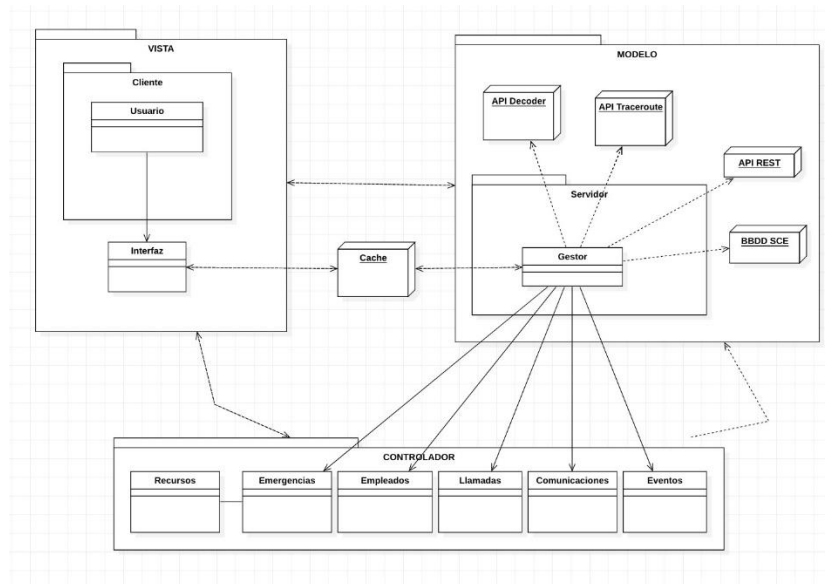 VISTA
Cliente
Usuario
Interfaz
Cache
MODELO
API Decoder
API Traceroute
API REST
BBDD SCE
Servidor
Gestor
CONTROLADOR
Recursos
Emergencias
Empleados
Llamadas
Comunicaciones
Eventos